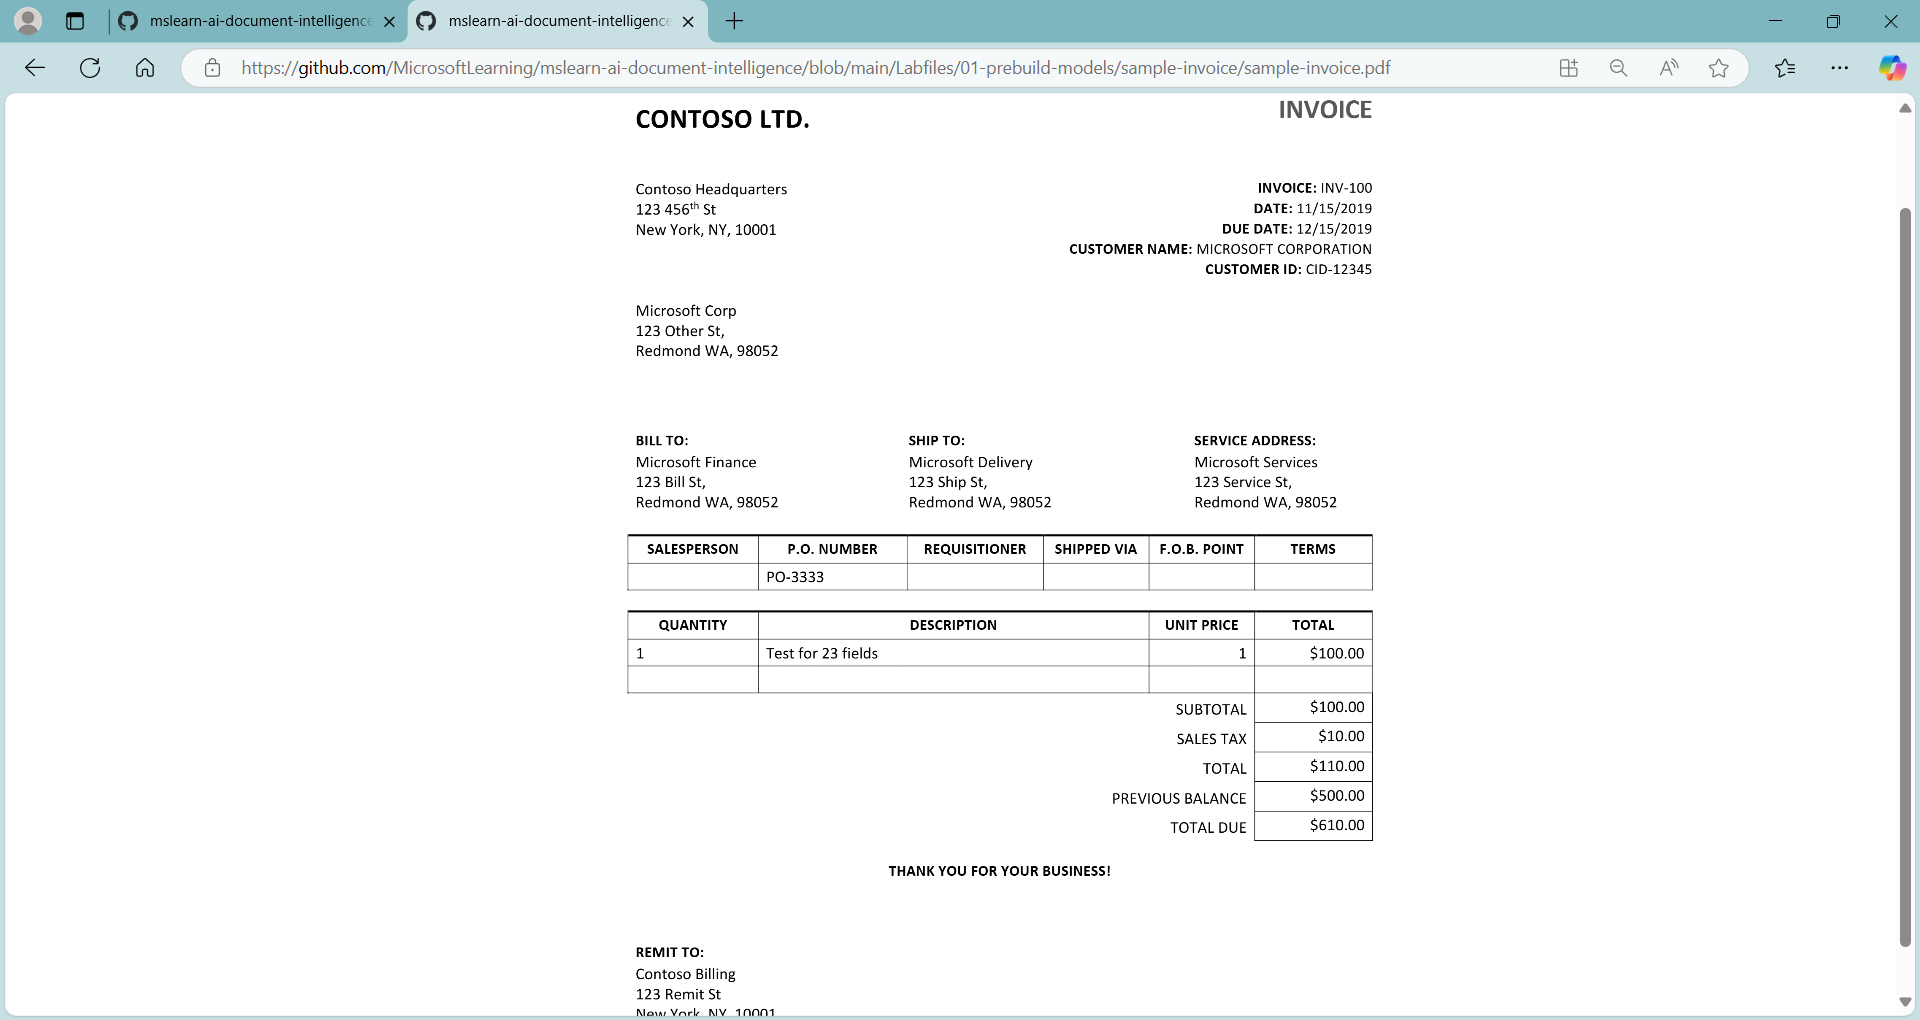 mslearn-ai-document-intelligence
mslearn-ai-document-intelligence
https://github.com/MicrosoftLearning/mslearn-ai-document-intelligence/blob/main/Labfiles/01-prebuild-models/sample-invoice/sample-invoice.pdf
CONTOSO LTD.
INVOICE
Contoso Headquarters
123 456th St
New York, NY, 10001
INVOICE: INV-100
DATE: 11/15/2019
DUE DATE: 12/15/2019
CUSTOMER NAME: MICROSOFT CORPORATION
CUSTOMER ID: CID-12345
Microsoft Corp
123 Other St,
Redmond WA, 98052
BILL TO:
Microsoft Finance
123 Bill St,
Redmond WA, 98052
SHIP TO:
Microsoft Delivery
123 Ship St,
Redmond WA, 98052
SERVICE ADDRESS:
Microsoft Services
123 Service St,
Redmond WA, 98052
SALESPERSON P.O. NUMBER REQUISITIONER SHIPPED VIA F.O.B. POINT TERMS
PO-3333
QUANTITY DESCRIPTION UNIT PRICE TOTAL
1 Test for 23 fields 1 $100.00
SUBTOTAL $100.00
SALES TAX $10.00
TOTAL $110.00
PREVIOUS BALANCE $500.00
TOTAL DUE $610.00
THANK YOU FOR YOUR BUSINESS!
REMIT TO:
Contoso Billing
123 Remit St
New York, NY, 10001